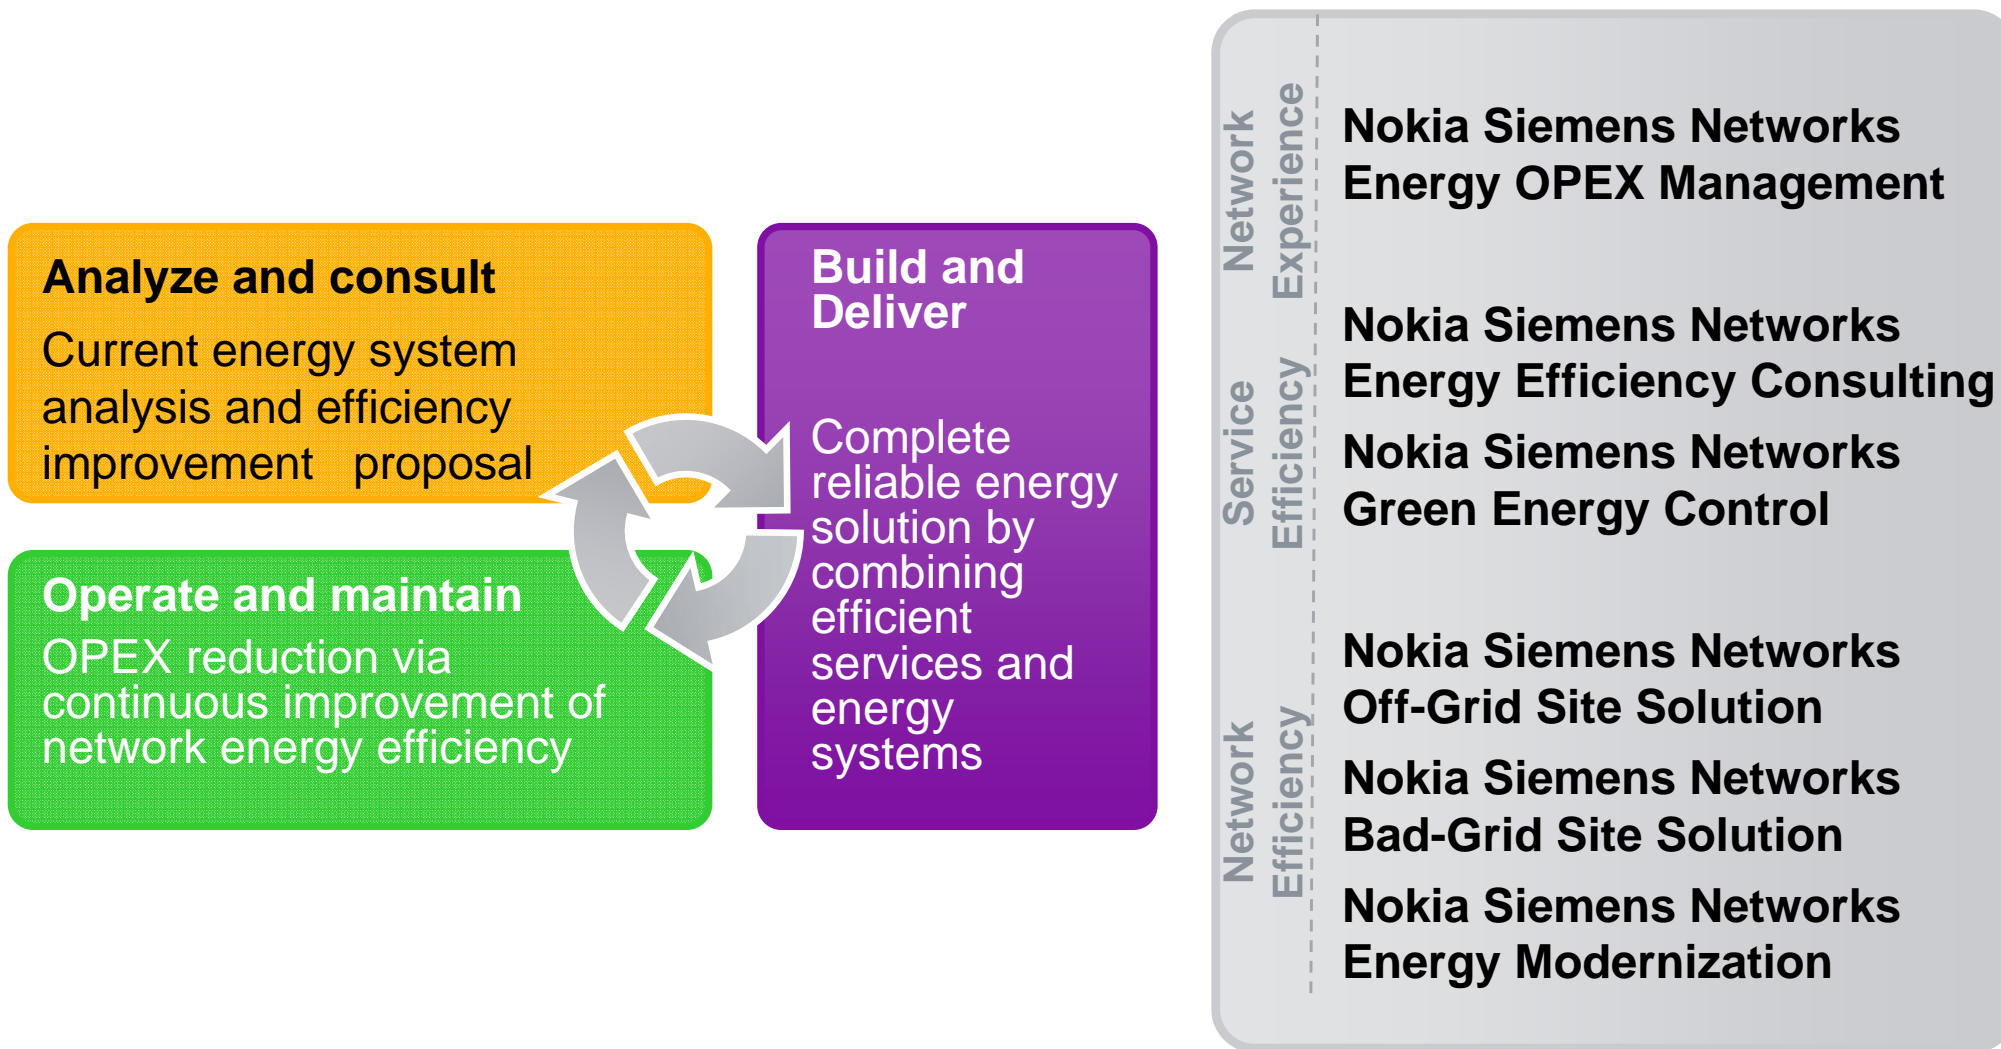 Analyze and consult
Current energy system
analysis and efficiency
improvement proposal
Operate and maintain
OPEX reduction via
continuous improvement of
network energy efficiency
Build and
Deliver
Complete
reliable energy
solution by
combining
efficient
services and
energy
systems
Network
Experience
Nokia Siemens Networks
Energy OPEX Management
Service
Efficiency
Nokia Siemens Networks
Energy Efficiency Consulting
Nokia Siemens Networks
Green Energy Control
Network
Efficiency
Nokia Siemens Networks
Off-Grid Site Solution
Nokia Siemens Networks
Bad-Grid Site Solution
Nokia Siemens Networks
Energy Modernization